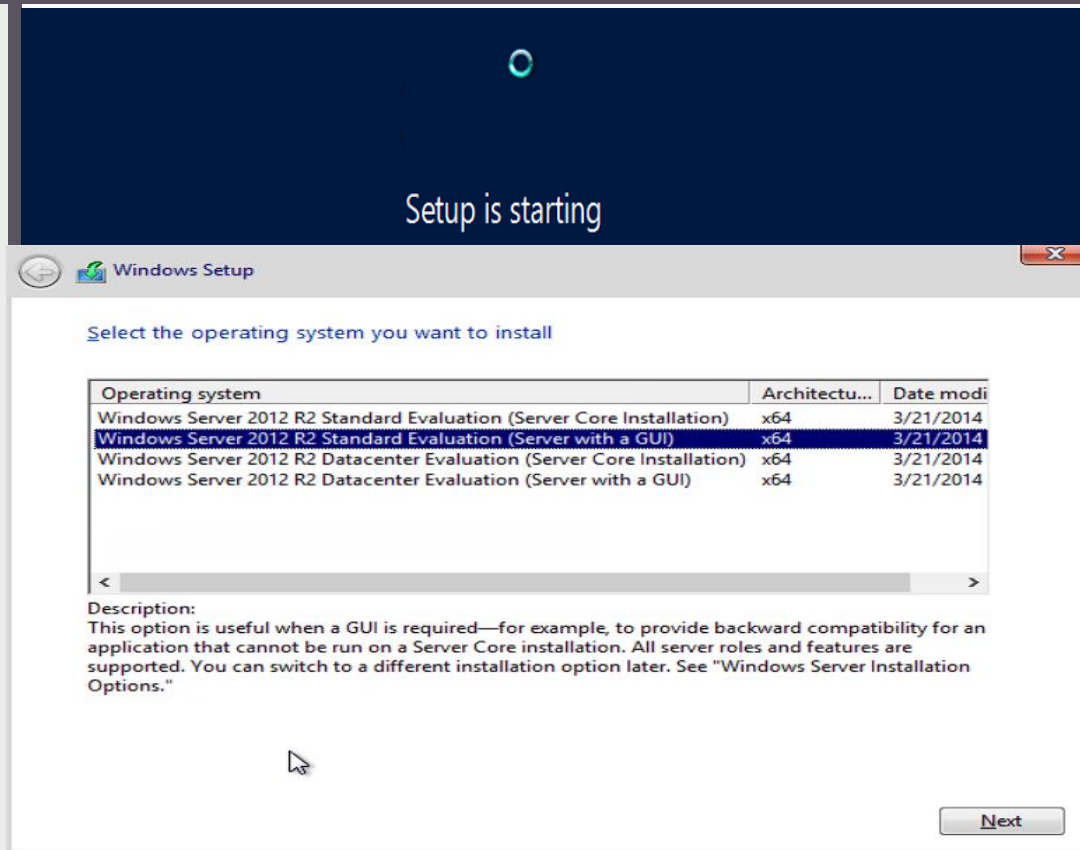 Setup is starting
Windows Setup
Select the operating system you want to install
Operating system Architectu... Date modi
Windows Server 2012 R2 Standard Evaluation (Server Core Installation) x64 3/21/2014
Windows Server 2012 R2 Standard Evaluation (Server with a GUI) x64 3/21/2014
Windows Server 2012 R2 Datacenter Evaluation (Server Core Installation) x64 3/21/2014
Windows Server 2012 R2 Datacenter Evaluation (Server with a GUI) x64 3/21/2014
Description:
This option is useful when a GUI is required—for example, to provide backward compatibility for an
application that cannot be run on a Server Core installation. All server roles and features are
supported. You can switch to a different installation option later. See "Windows Server Installation
Options."
Next